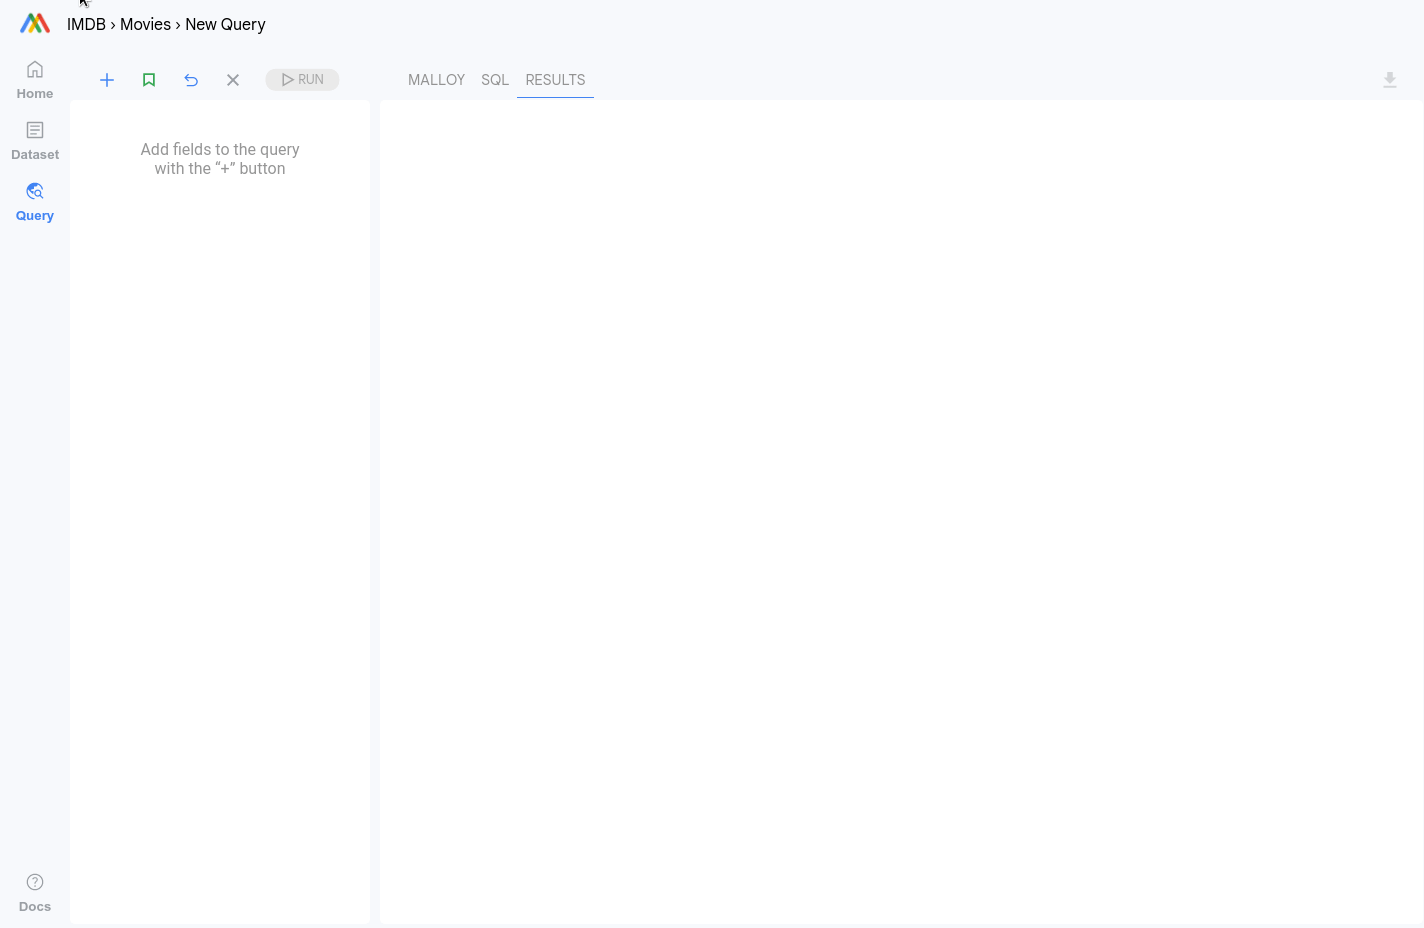 IMDB › Movies › New Query
Home
Dataset
Query
Docs
RUN
Add fields to the query
with the “+” button
MALLOY SQL RESULTS